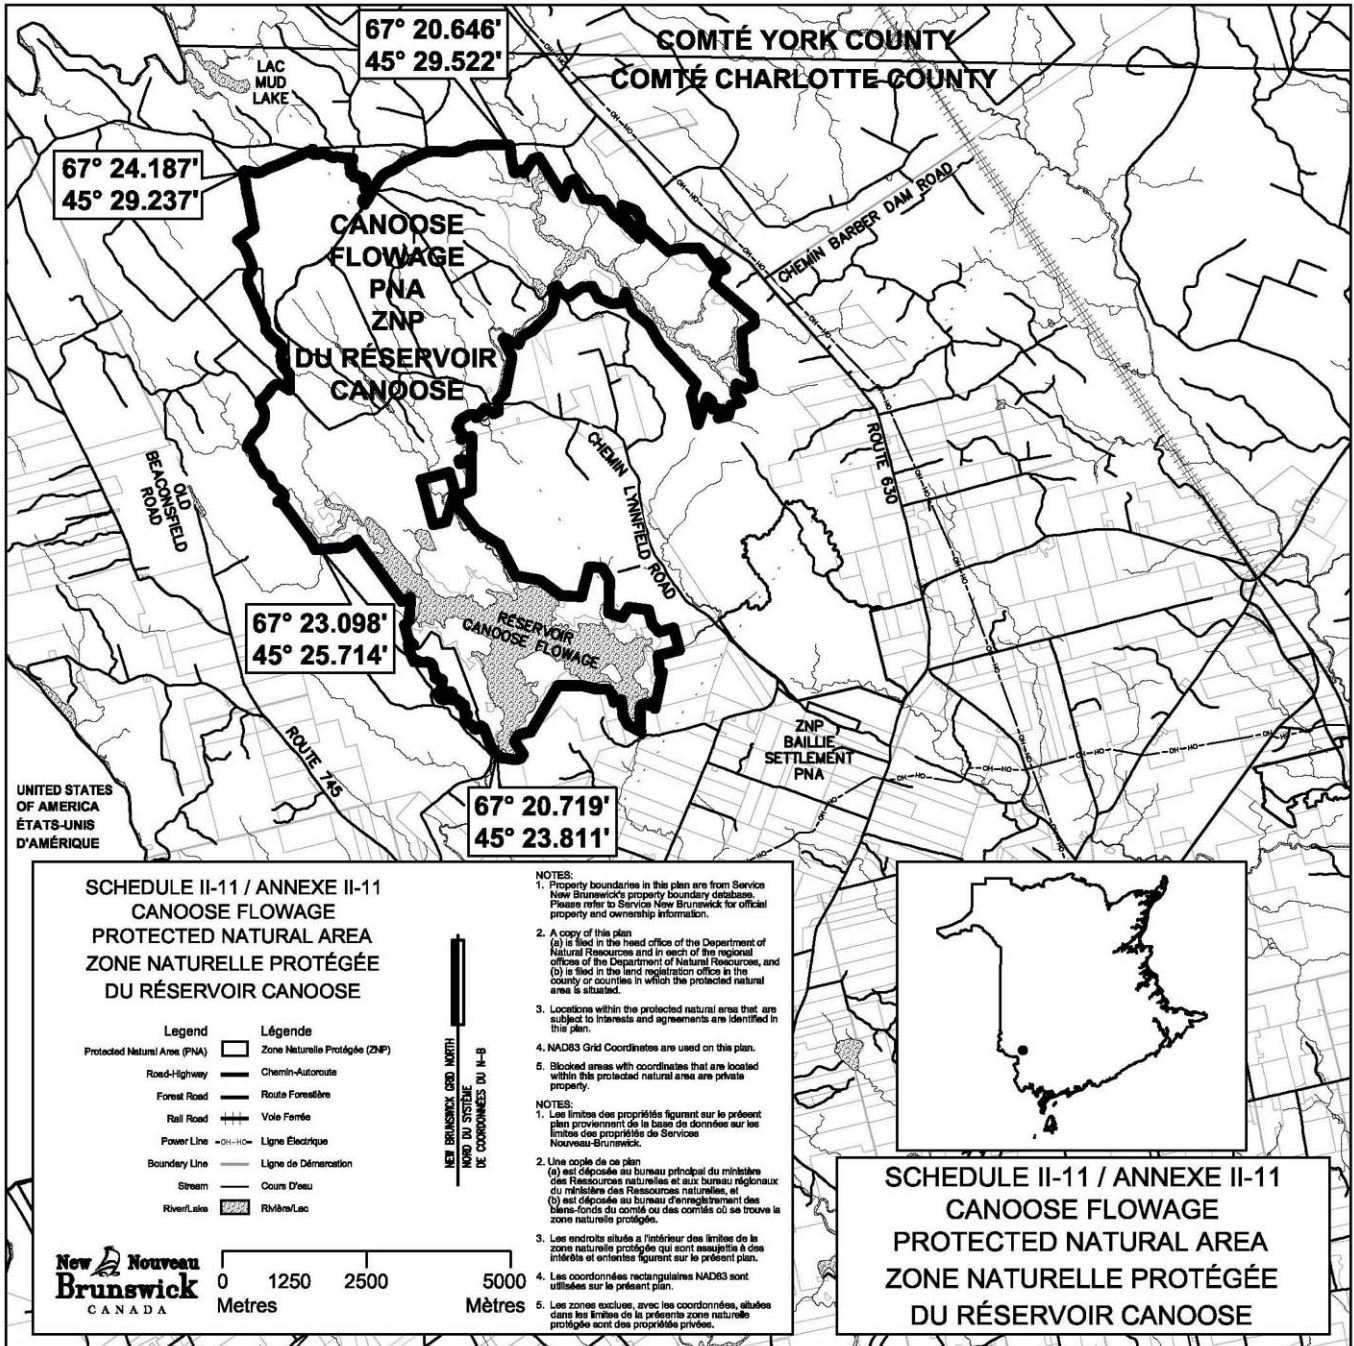 67° 20.646'
45° 29.522'
COMTÉ YORK COUNTY
COMTÉ CHARLOTTE COUNTY
LAC
MUD
LAKE
67° 24.187'
45° 29.237'
CHEMIN BARBER DAM ROAD
CANOOSE
FLOWAGE
PNA
ZNP
DU RÉSERVOIR
CANOOSE
CHEMIN LYNNFIELD ROAD
ROUTE 630
OLD
BEACONSFIELD
ROAD
67° 23.098'
45° 25.714'
RÉSERVOIR
CANOOSE FLOWAGE
ZNP
BAILLIE
SETTLEMENT
PNA
ROUTE 745
UNITED STATES
OF AMERICA
ÉTATS-UNIS
D'AMÉRIQUE
67° 20.719'
45° 23.811'
SCHEDULE II-11 / ANNEXE II-11
CANOOSE FLOWAGE
PROTECTED NATURAL AREA
ZONE NATURELLE PROTÉGÉE
DU RÉSERVOIR CANOOSE
Legend Légende
Protected Natural Area (PNA) Zone Naturelle Protégée (ZNP)
Road-Highway Chemin-Autoroute
Forest Road Route Forestière
Rail Road Voie Ferrée
Power Line -OH-HO- Ligne Électrique
Boundary Line Ligne de Démarcation
Stream Cours D'eau
River/Lake Rivière/Lac
NEW BRUNSWICK GRID NORTH
NORD DU SYSTÈME
DE COORDONNÉES DU N-B
New Nouveau
Brunswick
CANADA
0 1250 2500 5000
Metres Mètres
NOTES:
1. Property boundaries in this plan are from Service
New Brunswick's property boundary database.
Please refer to Service New Brunswick for official
property and ownership information.
2. A copy of this plan
(a) is filed in the head office of the Department of
Natural Resources and in each of the regional
offices of the Department of Natural Resources, and
(b) is filed in the land registration office in the
county or counties in which the protected natural
area is situated.
3. Locations within the protected natural area that are
subject to interests and agreements are identified in
this plan.
4. NAD83 Grid Coordinates are used on this plan.
5. Blocked areas with coordinates that are located
within this protected natural area are private
property.
NOTES:
1. Les limites des propriétés figurant sur le présent
plan proviennent de la base de données sur les
limites des propriétés de Services
Nouveau-Brunswick.
2. Une copie de ce plan
(a) est déposée au bureau principal du ministère
des Ressources naturelles et aux bureau régionaux
du ministère des Ressources naturelles, et
(b) est déposée au bureau d'enregistrement des
biens-fonds du comté ou des comtés où se trouve la
zone naturelle protégée.
3. Les endroits situés a l'intérieur des limites de la
zone naturelle protégée qui sont assujettis à des
intérêts et ententes figurent sur le présent plan.
4. Les coordonnées rectangulaires NAD83 sont
utilisées sur le présent plan.
5. Les zones exclues, avec les coordonnées, situées
dans les limites de la présente zone naturelle
protégée sont des propriétés privées.
SCHEDULE II-11 / ANNEXE II-11
CANOOSE FLOWAGE
PROTECTED NATURAL AREA
ZONE NATURELLE PROTÉGÉE
DU RÉSERVOIR CANOOSE